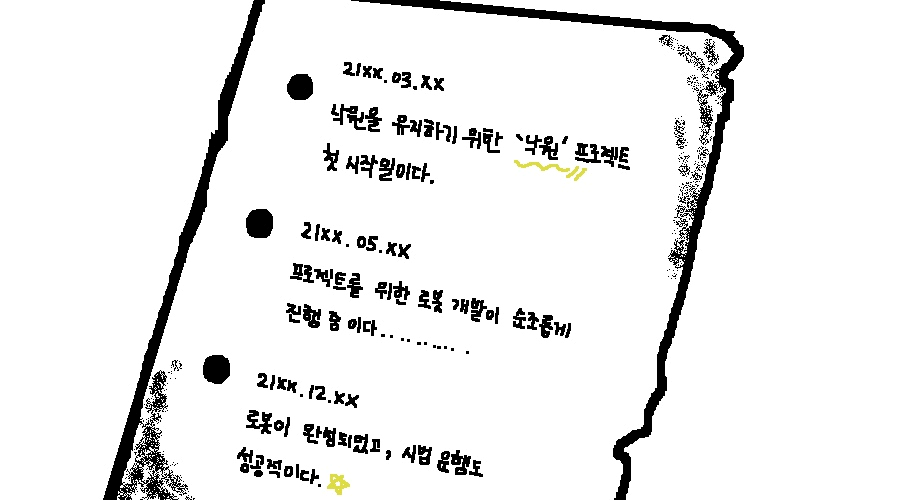 21xx.03.xx
낙원을 유지하기 위한 '낙원' 프로젝트
첫 시작일이다.
21xx.05.xx
프로젝트를 위한 로봇 개발이 순조롭게
진행 중 이다..........
21xx.12.xx
로봇이 완성되었고, 시범 운행도
성공적이다.